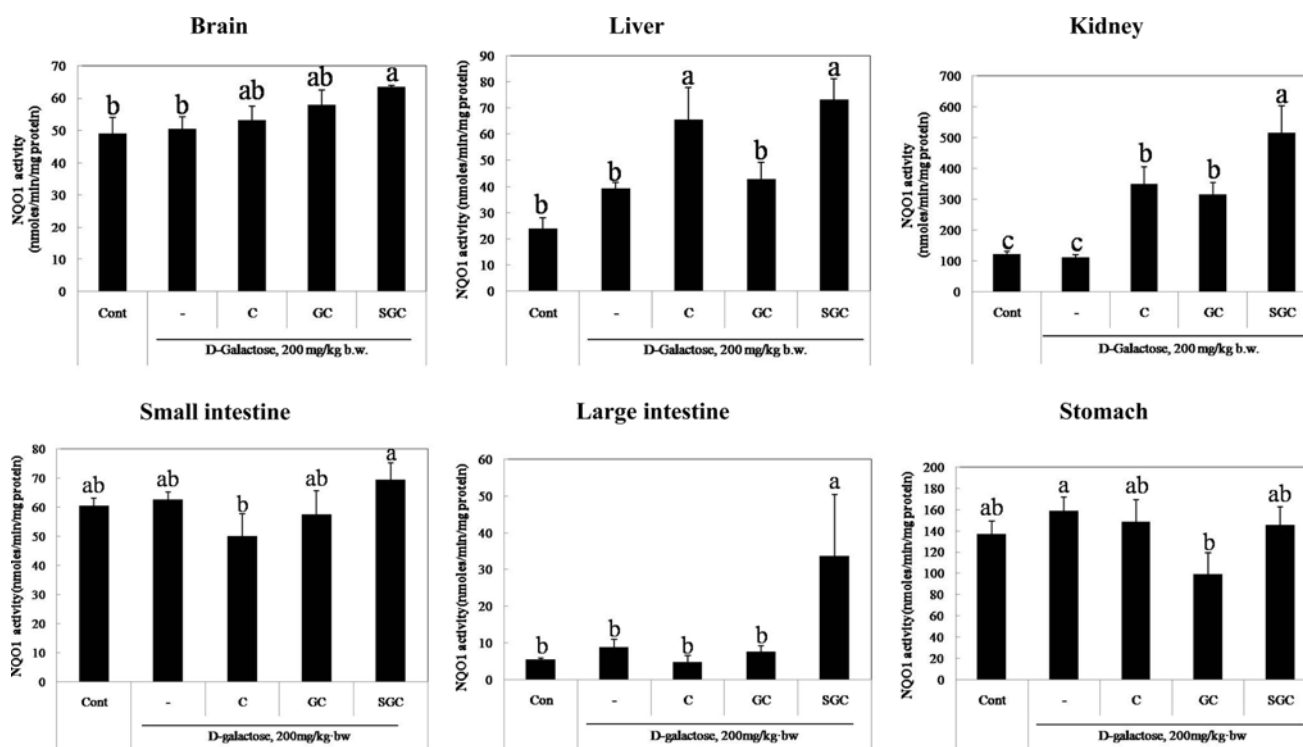 Brain
NQO1 activity
(nmoles/min/mg protein)
70
60
50
40
30
20
10
0
b
b
ab
ab
a
Cont
-
C
GC
SGC
D-Galactose, 200 mg/kg b.w.
Liver
NQO1 activity (nmoles/min/mg protein)
90
80
70
60
50
40
30
20
10
0
b
b
a
b
a
Cont
-
C
GC
SGC
D-Galactose, 200 mg/kg b.w.
Kidney
NQO1 activity
(nmoles/min/mg protein)
700
600
500
400
300
200
100
0
c
c
b
b
a
Cont
-
C
GC
SGC
D-Galactose, 200 mg/kg b.w.
Small intestine
NQO1 activity(nmoles/min/mg protein)
80
70
60
50
40
30
20
10
0
ab
ab
b
ab
a
Cont
-
C
GC
SGC
D-galactose, 200mg/kg·bw
Large intestine
NQO1 activity(nmoles/min/mg protein)
60
50
40
30
20
10
0
b
b
b
b
a
Con
-
C
GC
SGC
D-galactose, 200mg/kg·bw
Stomach
NQO1 activity(nmoles/min/mg protein)
200
180
160
140
120
100
80
60
40
20
0
ab
a
ab
b
ab
Cont
-
C
GC
SGC
D-galactose, 200mg/kg·bw